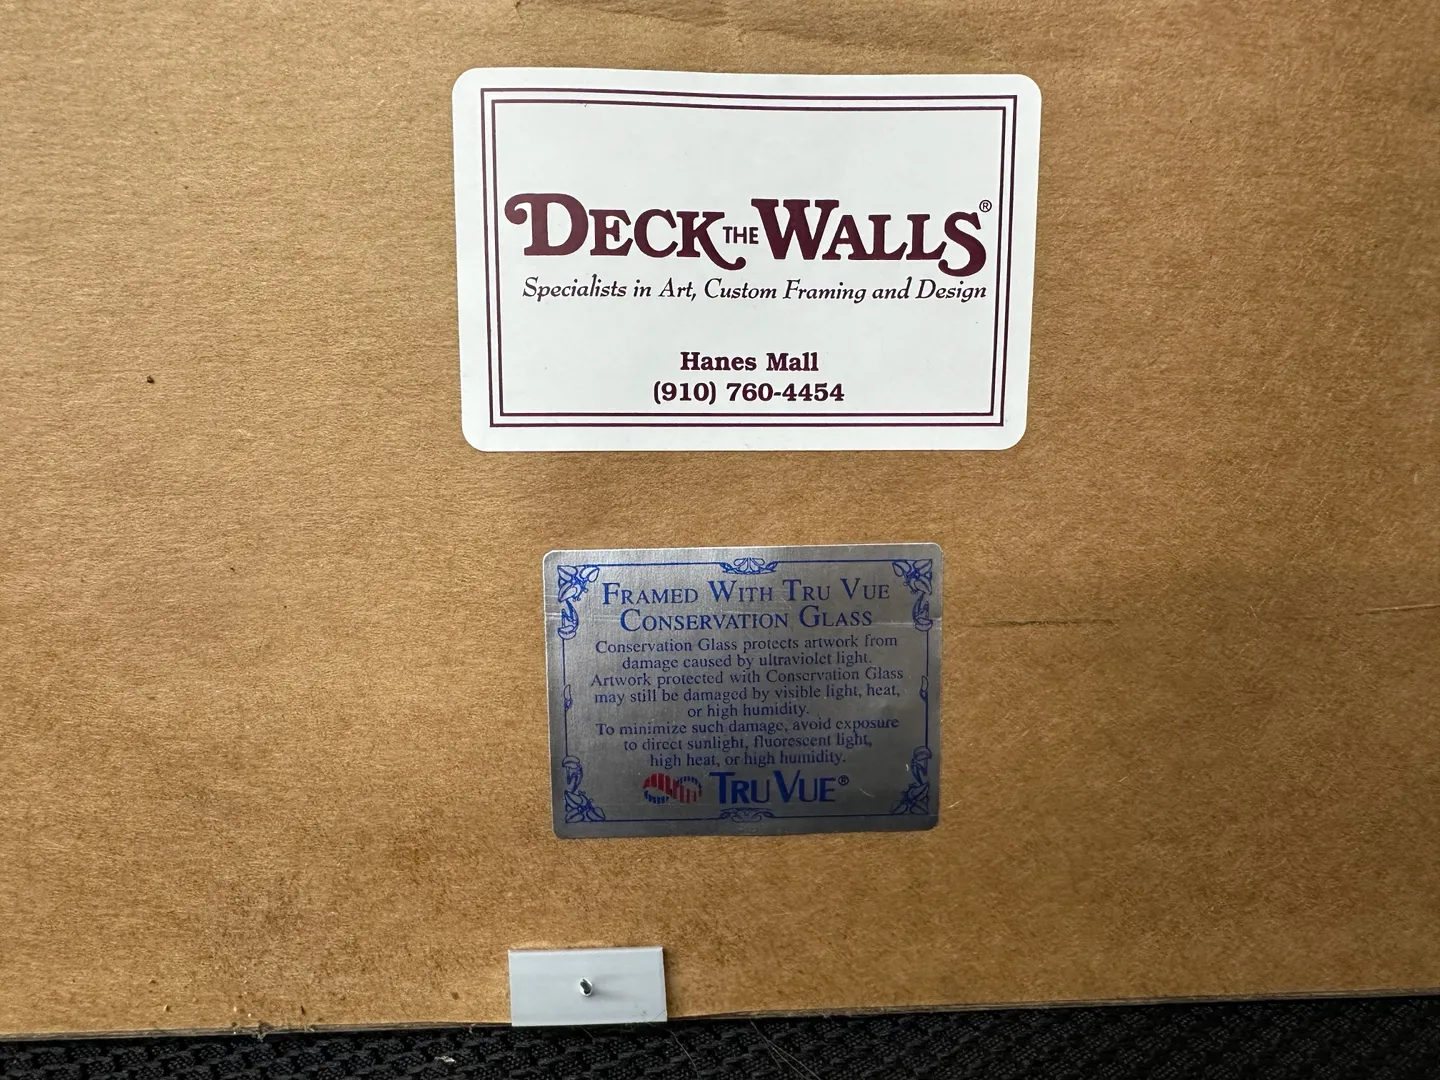 DECK THE WALLS®
Specialists in Art, Custom Framing and Design
Hanes Mall
(910) 760-4454
FRAMED WITH TRU VUE
CONSERVATION GLASS
Conservation Glass protects artwork from
damage caused by ultraviolet light.
Artwork protected with Conservation Glass
may still be damaged by visible light, heat,
or high humidity.
To minimize such damage, avoid exposure
to direct sunlight, fluorescent light,
high heat, or high humidity.
TRU VUE®